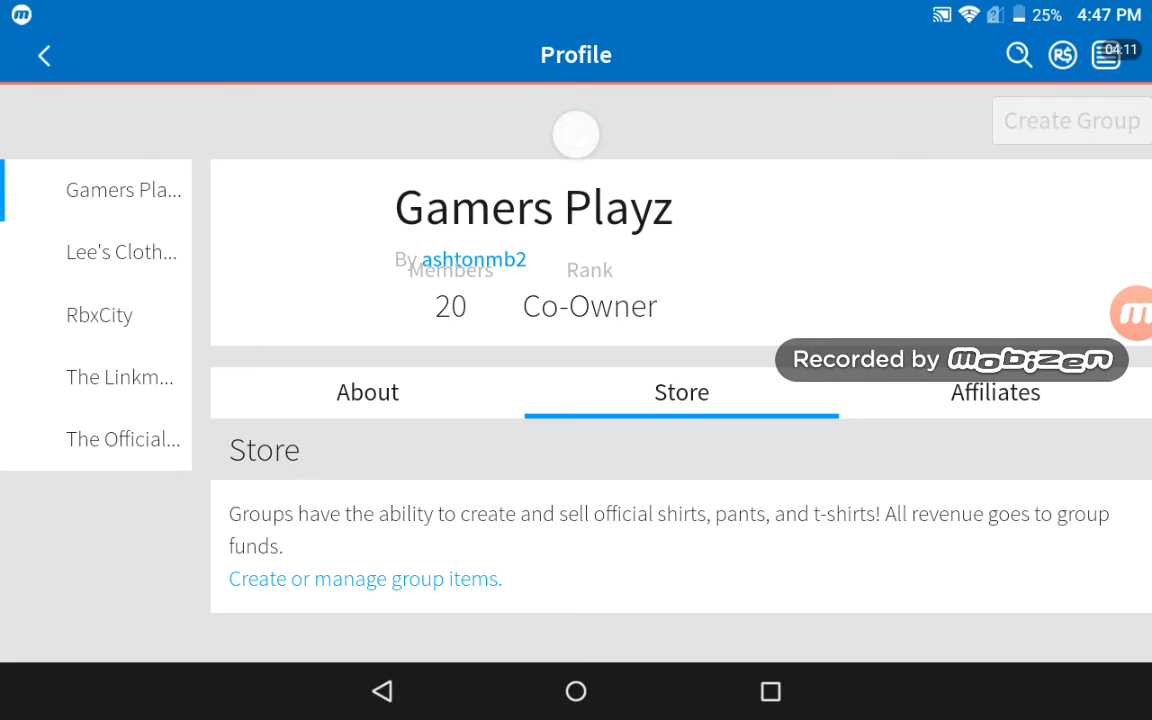 25% 4:47 PM
Profile
R$
04:11
Create Group
Gamers Pla...
Lee's Cloth...
RbxCity
The Linkm...
The Official...
Gamers Playz
By ashtonmb2
Members Rank
20 Co-Owner
Recorded by mobizen
About Store Affiliates
Store
Groups have the ability to create and sell official shirts, pants, and t-shirts! All revenue goes to group
funds.
Create or manage group items.